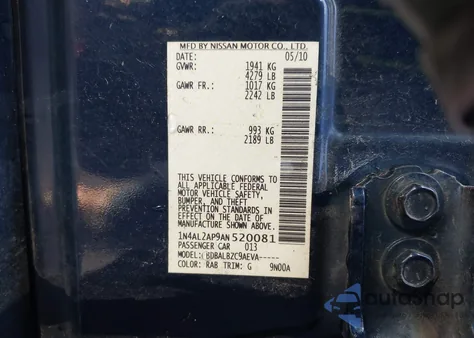 MFD BY NISSAN MOTOR CO., LTD.
DATE: 05/10
GVWR: 1941 KG
4279 LB
GAWR FR.: 1017 KG
2242 LB
GAWR RR.: 993 KG
2189 LB
THIS VEHICLE CONFORMS TO
ALL APPLICABLE FEDERAL
MOTOR VEHICLE SAFETY,
BUMPER, AND THEFT
PREVENTION STANDARDS IN
EFFECT ON THE DATE OF
MANUFACTURE SHOWN ABOVE.
1N4AL2AP9AN520081
PASSENGER CAR 013
MODEL: BDBALBZC9AEVA-----
COLOR: RAB TRIM: G 9N00A
autosnap